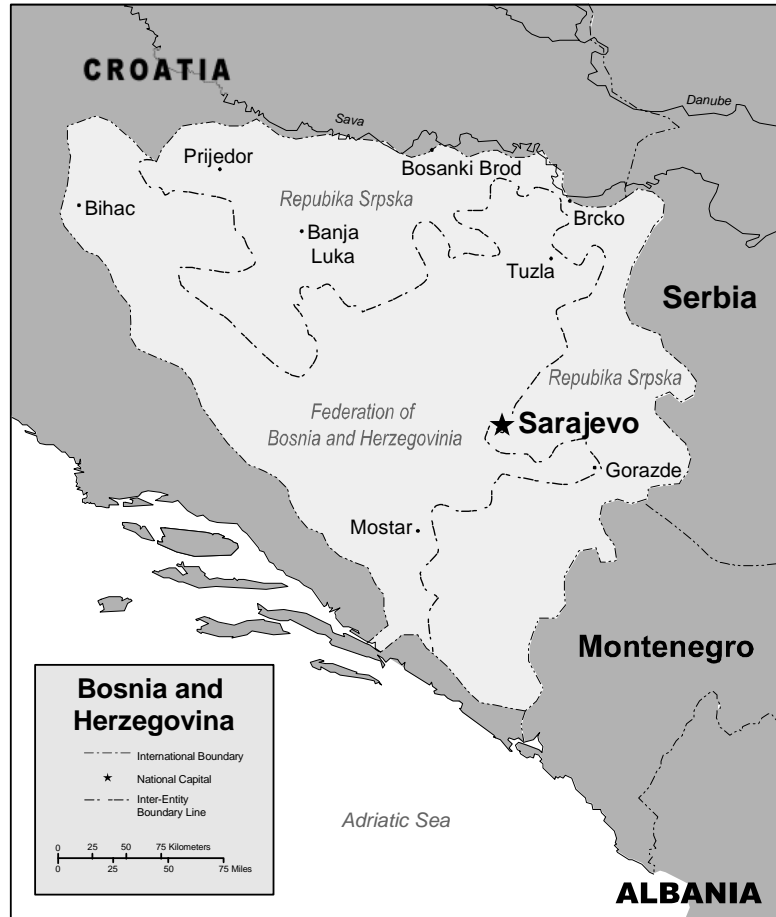 CROATIA
Danube
Sava
Prijedor
Bosanki Brod
Repubika Srpska
Bihac
Brcko
Banja
Luka
Tuzla
Serbia
Repubika Srpska
Federation of
Bosnia and Herzegovinia
Sarajevo
Gorazde
Mostar
Montenegro
Bosnia and
Herzegovina
International Boundary
National Capital
Inter-Entity
Boundary Line
0 25 50 75 Kilometers
0 25 50 75 Miles
Adriatic Sea
ALBANIA